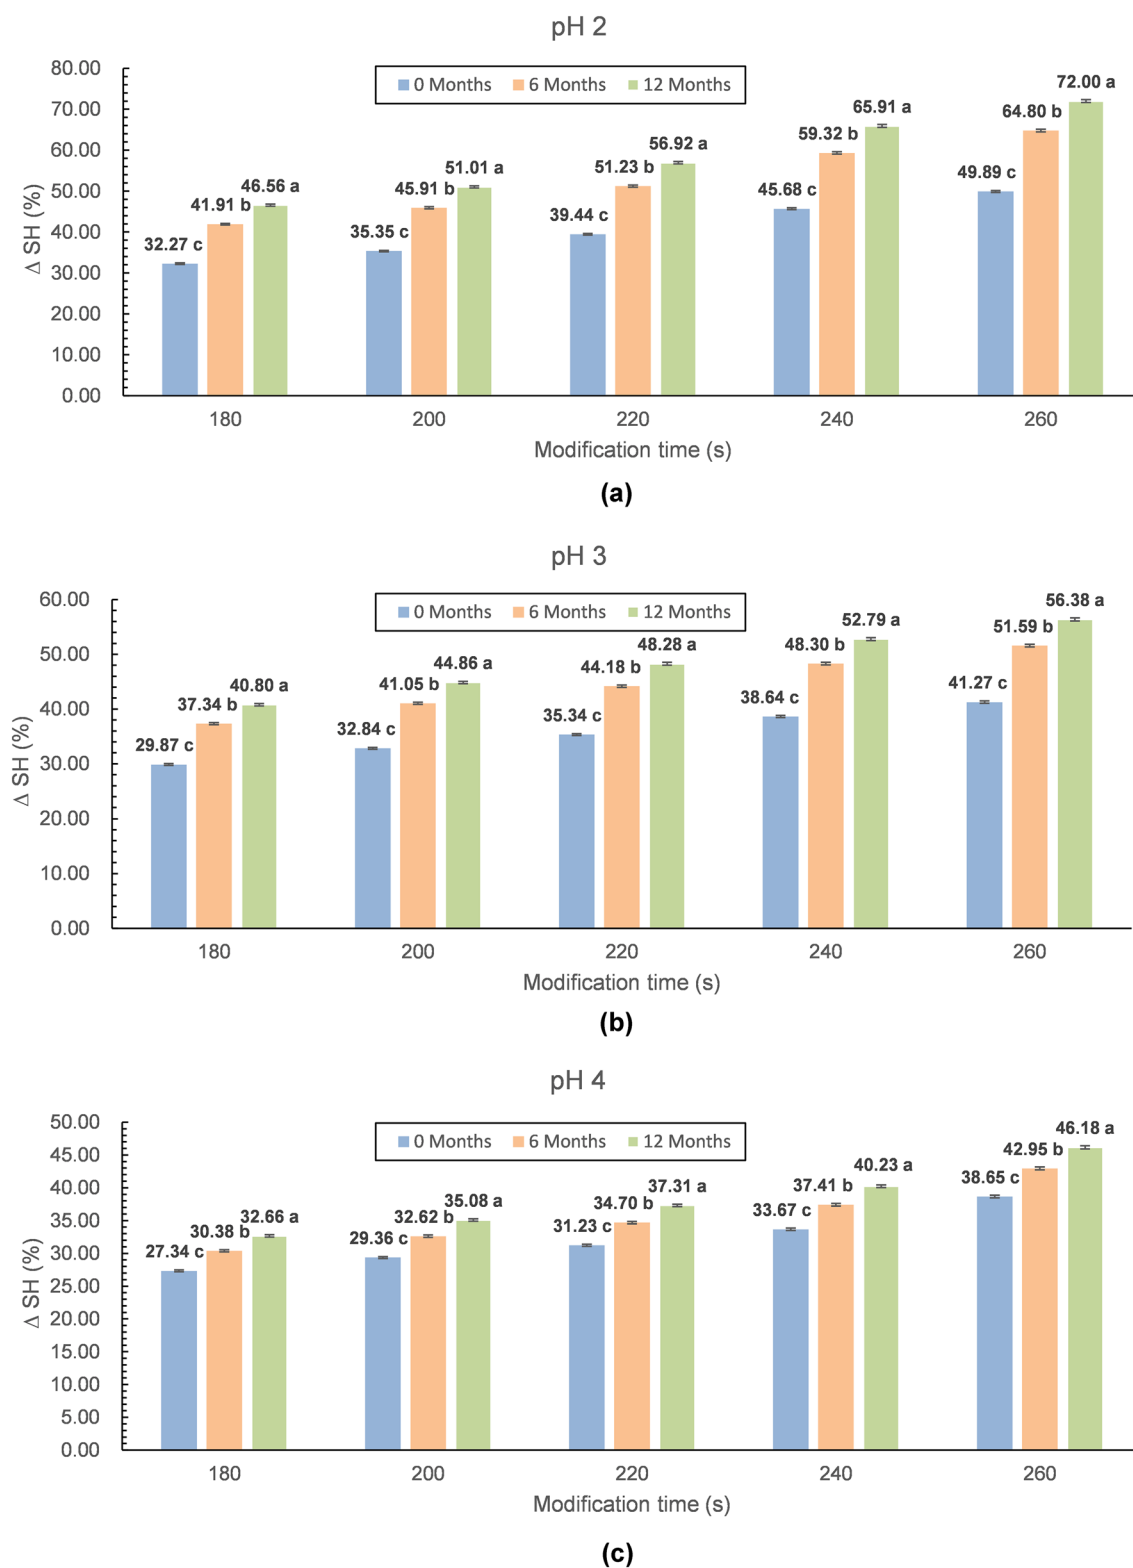 pH 2
0 Months 6 Months 12 Months
Δ SH (%)
80.00
70.00
60.00
50.00
40.00
30.00
20.00
10.00
0.00
32.27 c 41.91 b 46.56 a
35.35 c 45.91 b 51.01 a
39.44 c 51.23 b 56.92 a
45.68 c 59.32 b 65.91 a
49.89 c 64.80 b 72.00 a
180 200 220 240 260
Modification time (s)
(a)
pH 3
0 Months 6 Months 12 Months
Δ SH (%)
60.00
50.00
40.00
30.00
20.00
10.00
0.00
29.87 c 37.34 b 40.80 a
32.84 c 41.05 b 44.86 a
35.34 c 44.18 b 48.28 a
38.64 c 48.30 b 52.79 a
41.27 c 51.59 b 56.38 a
180 200 220 240 260
Modification time (s)
(b)
pH 4
0 Months 6 Months 12 Months
Δ SH (%)
50.00
45.00
40.00
35.00
30.00
25.00
20.00
15.00
10.00
5.00
0.00
27.34 c 30.38 b 32.66 a
29.36 c 32.62 b 35.08 a
31.23 c 34.70 b 37.31 a
33.67 c 37.41 b 40.23 a
38.65 c 42.95 b 46.18 a
180 200 220 240 260
Modification time (s)
(c)